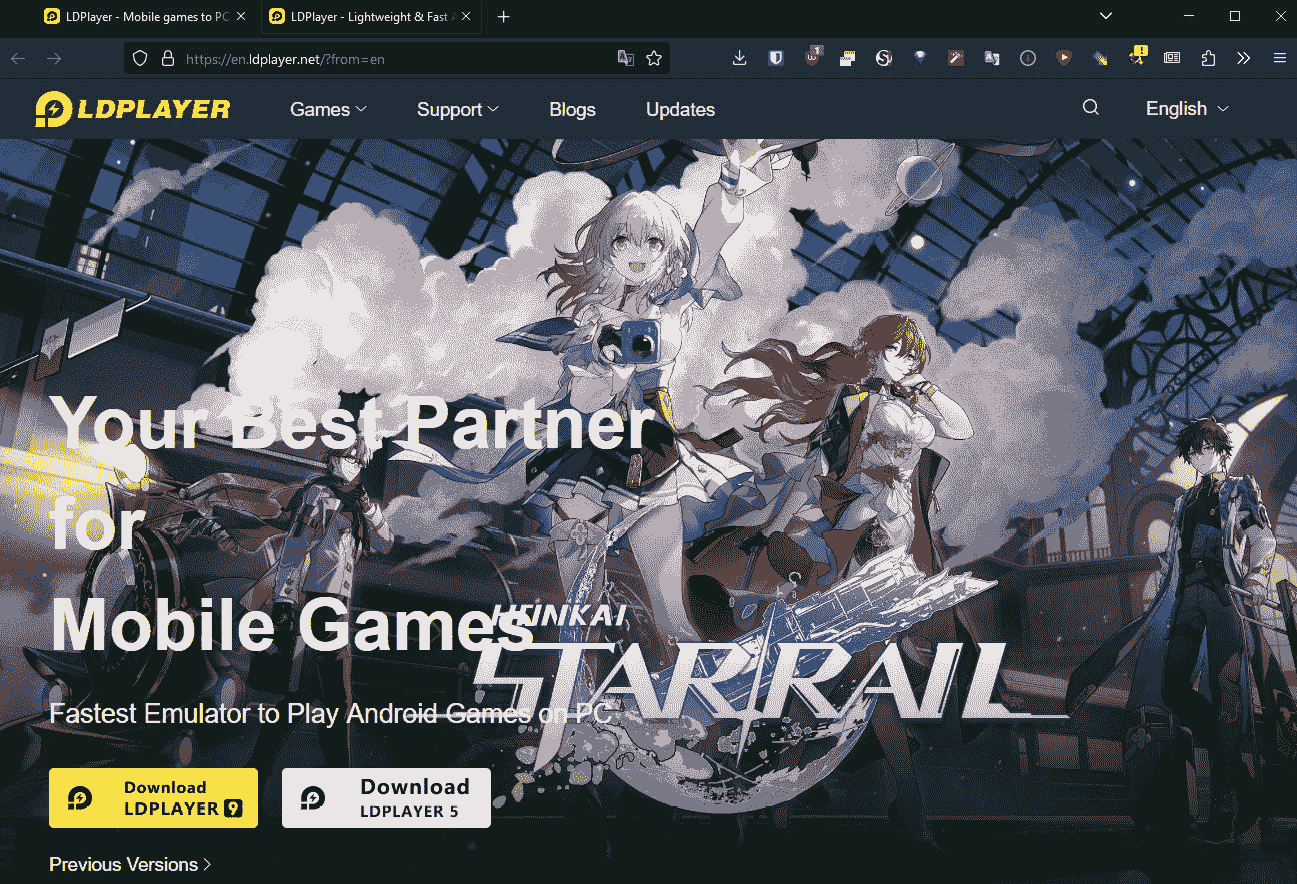 LDPlayer - Mobile games to PC
LDPlayer - Lightweight & Fast A
https://en.ldplayer.net/?from=en
1
LDPLAYER
Games
Support
Blogs
Updates
English
Your Best Partner
for
Mobile Games
HONKAI
STAR RAIL
Fastest Emulator to Play Android Games on PC
Download
LDPLAYER 9
Download
LDPLAYER 5
Previous Versions